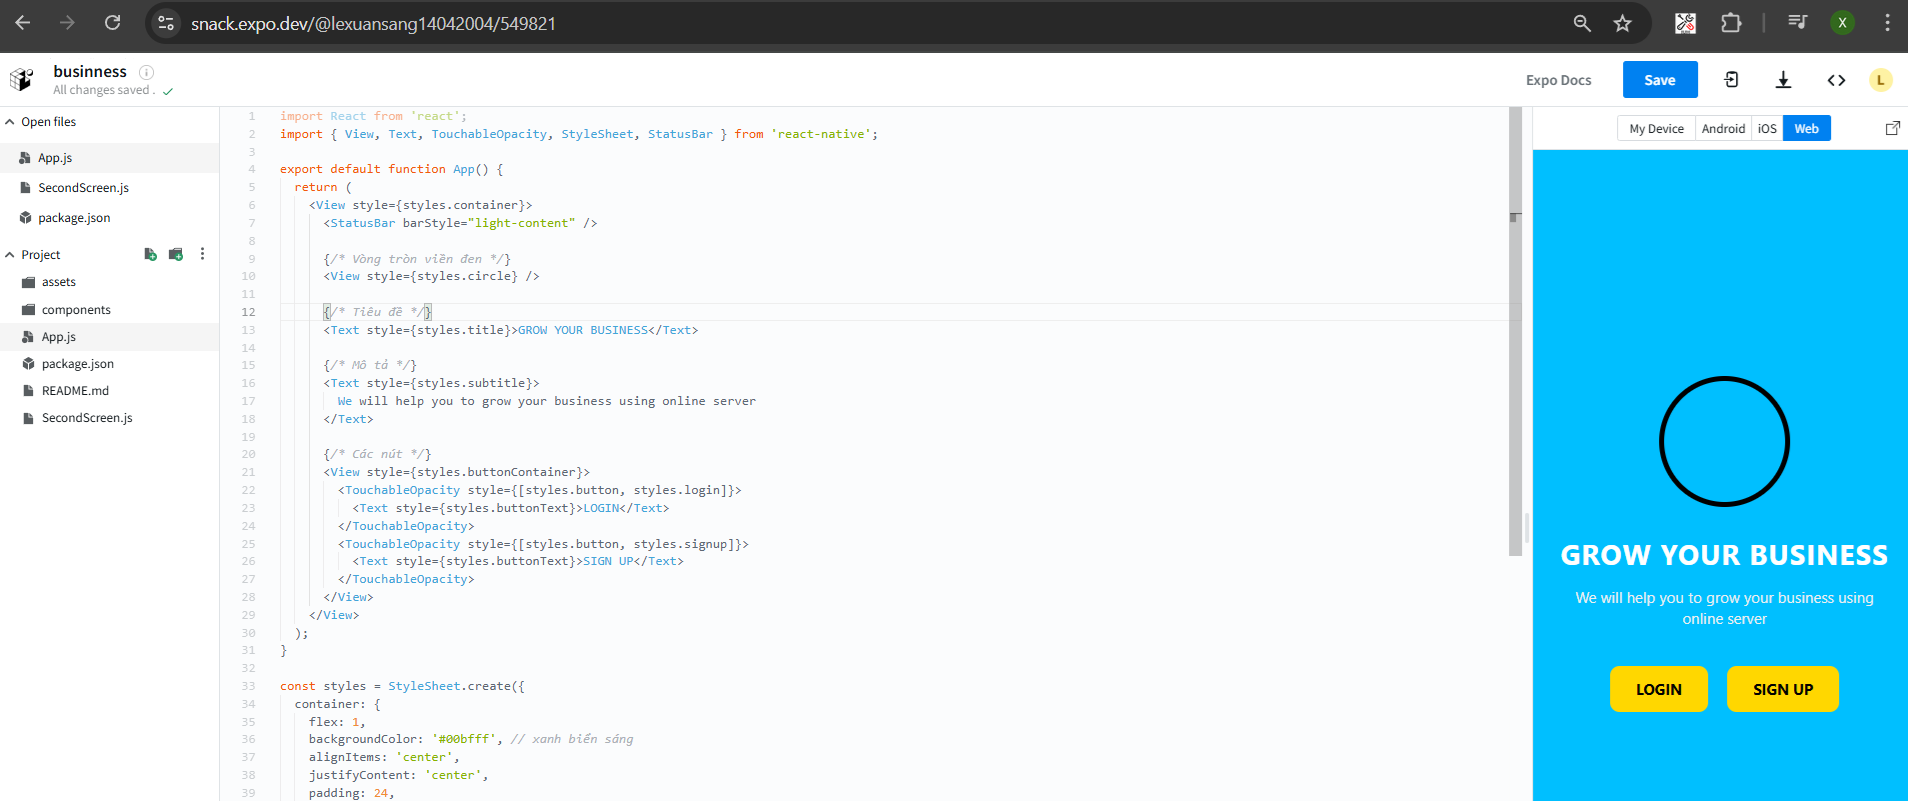 snack.expo.dev/@lexuansang14042004/549821
X
businness
All changes saved .
Expo Docs
Save
L
Open files
App.js
SecondScreen.js
package.json
Project
assets
components
App.js
package.json
README.md
SecondScreen.js
1 import React from 'react';
2 import { View, Text, TouchableOpacity, StyleSheet, StatusBar } from 'react-native';
3
4 export default function App() {
5 return (
6 <View style={styles.container}>
7 <StatusBar barStyle="light-content" />
8
9 {/* Vòng tròn viền đen */}
10 <View style={styles.circle} />
11
12 {/* Tiêu đề */}
13 <Text style={styles.title}>GROW YOUR BUSINESS</Text>
14
15 {/* Mô tả */}
16 <Text style={styles.subtitle}>
17 We will help you to grow your business using online server
18 </Text>
19
20 {/* Các nút */}
21 <View style={styles.buttonContainer}>
22 <TouchableOpacity style={[styles.button, styles.login]}>
23 <Text style={styles.buttonText}>LOGIN</Text>
24 </TouchableOpacity>
25 <TouchableOpacity style={[styles.button, styles.signup]}>
26 <Text style={styles.buttonText}>SIGN UP</Text>
27 </TouchableOpacity>
28 </View>
29 </View>
30 );
31 }
32
33 const styles = StyleSheet.create({
34 container: {
35 flex: 1,
36 backgroundColor: '#00bfff', // xanh biển sáng
37 alignItems: 'center',
38 justifyContent: 'center',
39 padding: 24,
My Device
Android
iOS
Web
GROW YOUR BUSINESS
We will help you to grow your business using
online server
LOGIN
SIGN UP